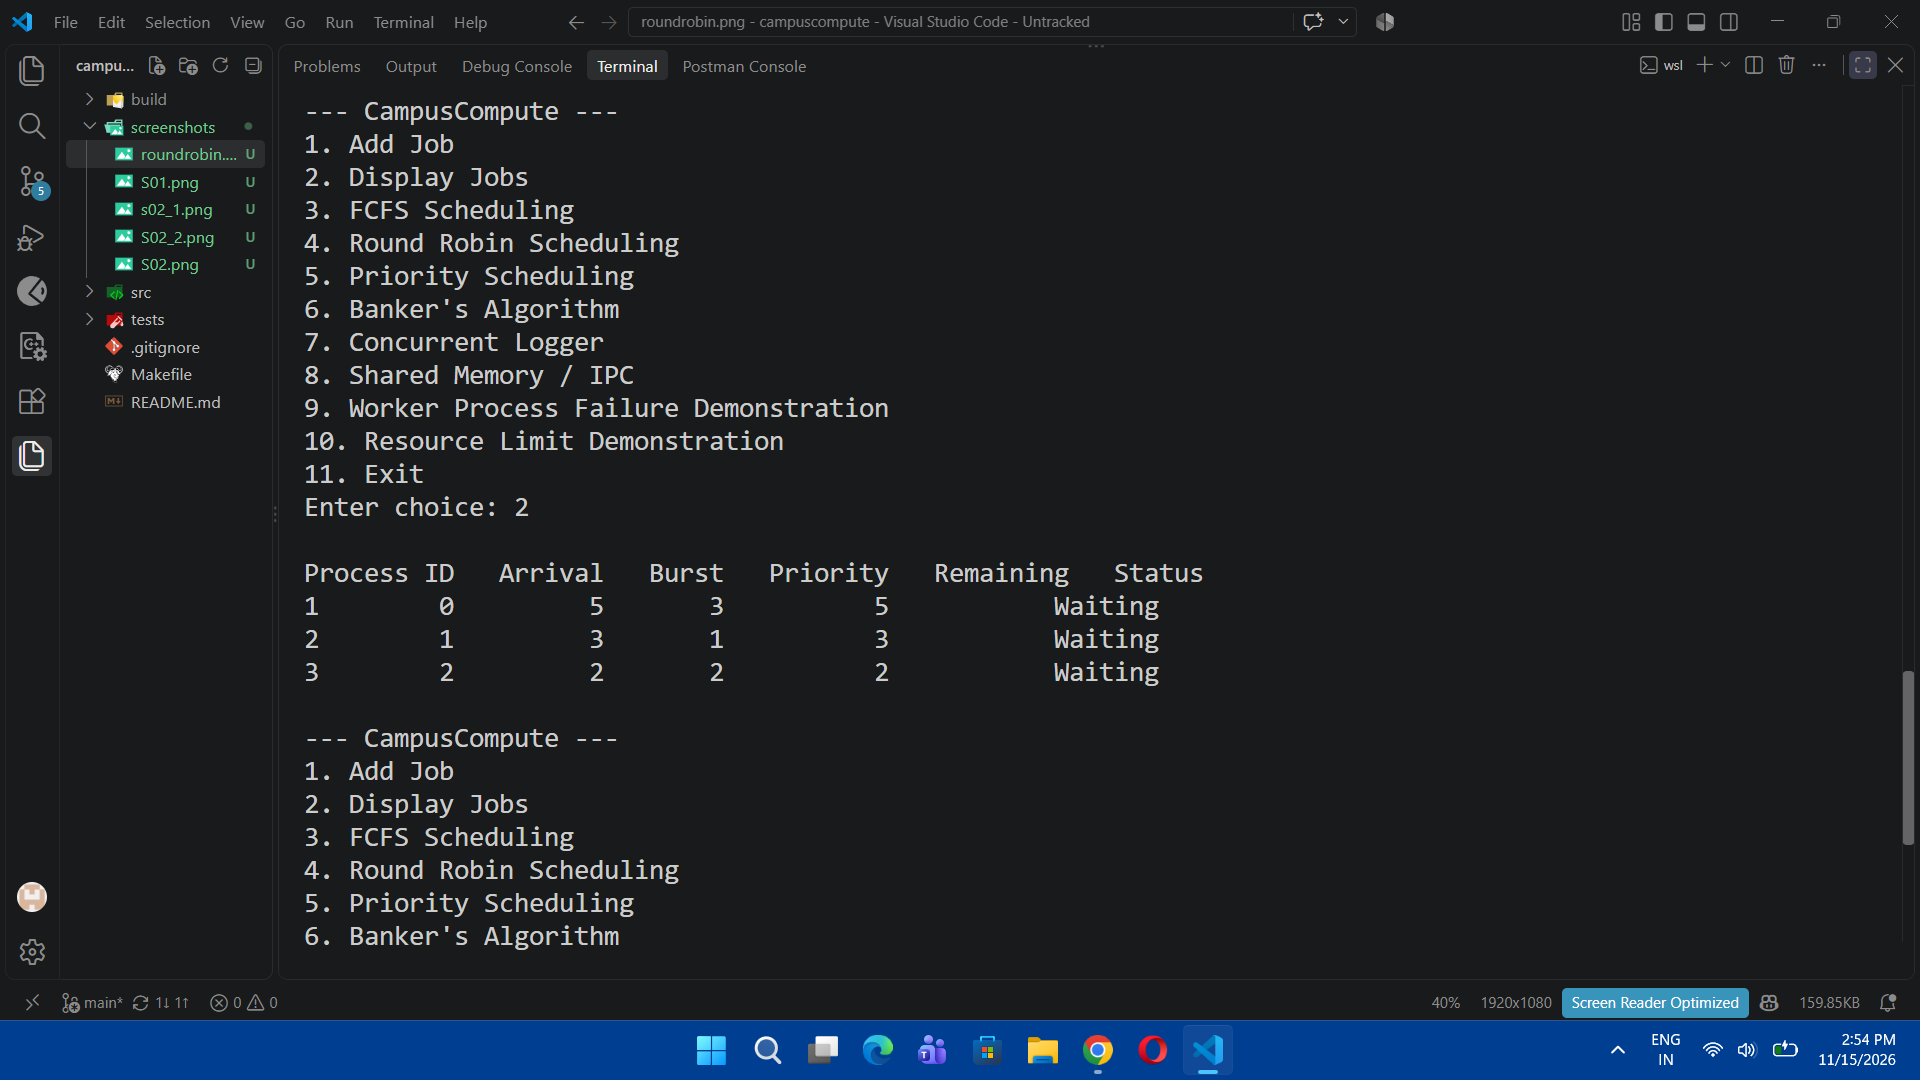 File Edit Selection View Go Run Terminal Help
roundrobin.png - campuscompute - Visual Studio Code - Untracked
campu...
build
screenshots
roundrobin.... U
S01.png U
s02_1.png U
S02_2.png U
S02.png U
src
tests
.gitignore
Makefile
README.md
5
Problems Output Debug Console Terminal Postman Console
wsl
--- CampusCompute ---
1. Add Job
2. Display Jobs
3. FCFS Scheduling
4. Round Robin Scheduling
5. Priority Scheduling
6. Banker's Algorithm
7. Concurrent Logger
8. Shared Memory / IPC
9. Worker Process Failure Demonstration
10. Resource Limit Demonstration
11. Exit
Enter choice: 2
Process ID Arrival Burst Priority Remaining Status
1 0 5 3 5 Waiting
2 1 3 1 3 Waiting
3 2 2 2 2 Waiting
--- CampusCompute ---
1. Add Job
2. Display Jobs
3. FCFS Scheduling
4. Round Robin Scheduling
5. Priority Scheduling
6. Banker's Algorithm
main* 1↓ 1↑ 0 0
40% 1920x1080 Screen Reader Optimized 159.85KB
ENG
IN
2:54 PM
11/15/2026